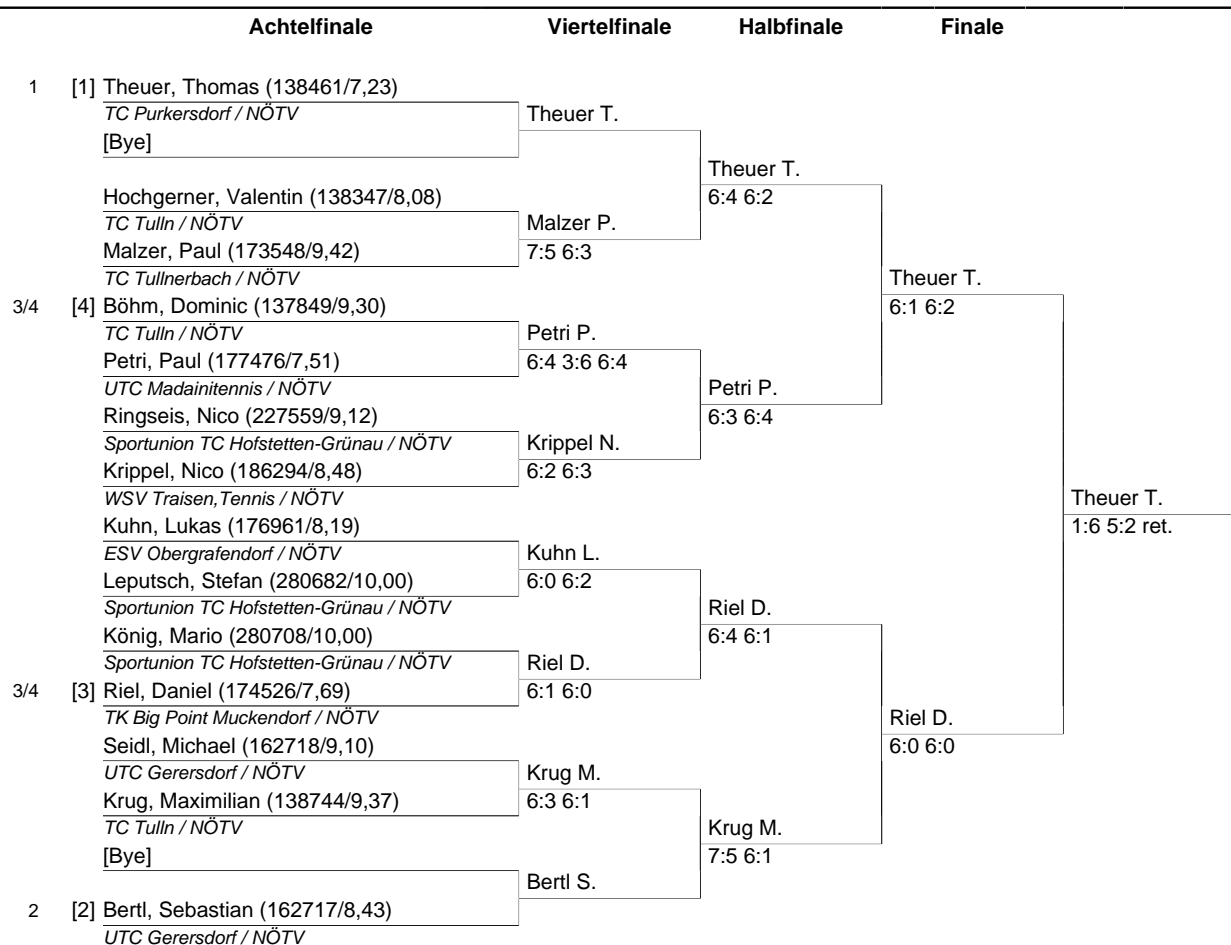 Achtelfinale Viertelfinale Halbfinale Finale
1 [1] Theuer, Thomas (138461/7,23)
TC Purkersdorf / NÖTV Theuer T.
[Bye]
Theuer T.
Hochgerner, Valentin (138347/8,08) 6:4 6:2
TC Tulln / NÖTV Malzer P.
Malzer, Paul (173548/9,42) 7:5 6:3
TC Tullnerbach / NÖTV Theuer T.
3/4 [4] Böhm, Dominic (137849/9,30) 6:1 6:2
TC Tulln / NÖTV Petri P.
Petri, Paul (177476/7,51) 6:4 3:6 6:4
UTC Madainitennis / NÖTV Petri P.
Ringseis, Nico (227559/9,12) 6:3 6:4
Sportunion TC Hofstetten-Grünau / NÖTV Krippel N.
Krippel, Nico (186294/8,48) 6:2 6:3
WSV Traisen,Tennis / NÖTV Theuer T.
Kuhn, Lukas (176961/8,19) 1:6 5:2 ret.
ESV Obergrafendorf / NÖTV Kuhn L.
Leputsch, Stefan (280682/10,00) 6:0 6:2
Sportunion TC Hofstetten-Grünau / NÖTV Riel D.
König, Mario (280708/10,00) 6:4 6:1
Sportunion TC Hofstetten-Grünau / NÖTV Riel D.
3/4 [3] Riel, Daniel (174526/7,69) 6:1 6:0
TK Big Point Muckendorf / NÖTV Riel D.
Seidl, Michael (162718/9,10) 6:0 6:0
UTC Gerersdorf / NÖTV Krug M.
Krug, Maximilian (138744/9,37) 6:3 6:1
TC Tulln / NÖTV Krug M.
[Bye] 7:5 6:1
Bertl S.
2 [2] Bertl, Sebastian (162717/8,43)
UTC Gerersdorf / NÖTV